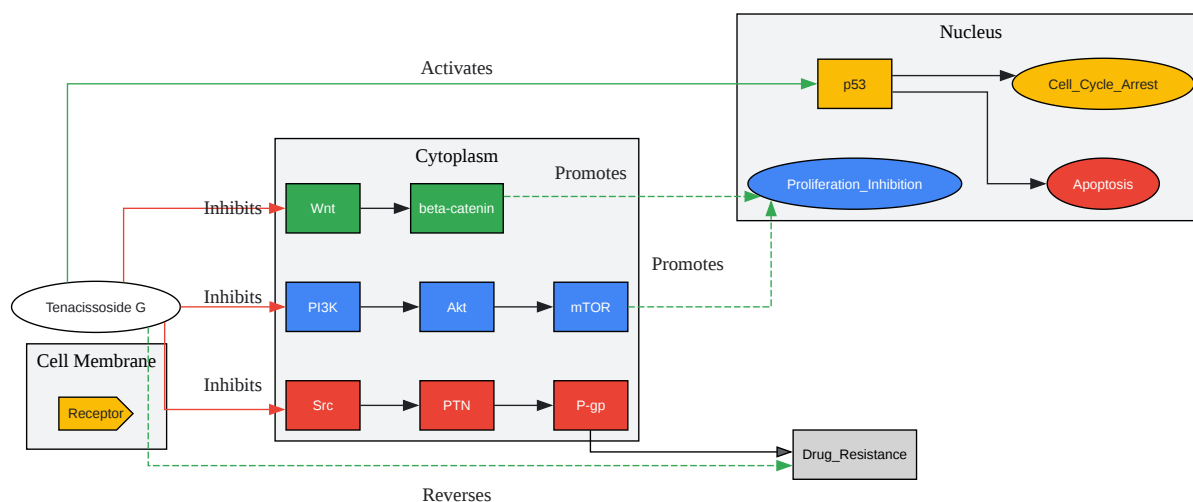 Nucleus
Activates
p53
Cell_Cycle_Arrest
Cytoplasm
Promotes
Proliferation_Inhibition
Apoptosis
Inhibits
Wnt
beta-catenin
Promotes
Tenacissoside G
Inhibits
PI3K
Akt
mTOR
Cell Membrane
Receptor
Inhibits
Src
PTN
P-gp
Drug_Resistance
Reverses